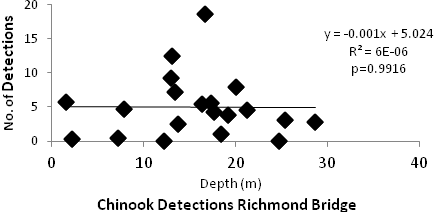 20
15
10
5
0
No. of Detections
y = -0.001x + 5.024
R² = 6E-06
p=0.9916
0 10 20 30 40
Depth (m)
Chinook Detections Richmond Bridge